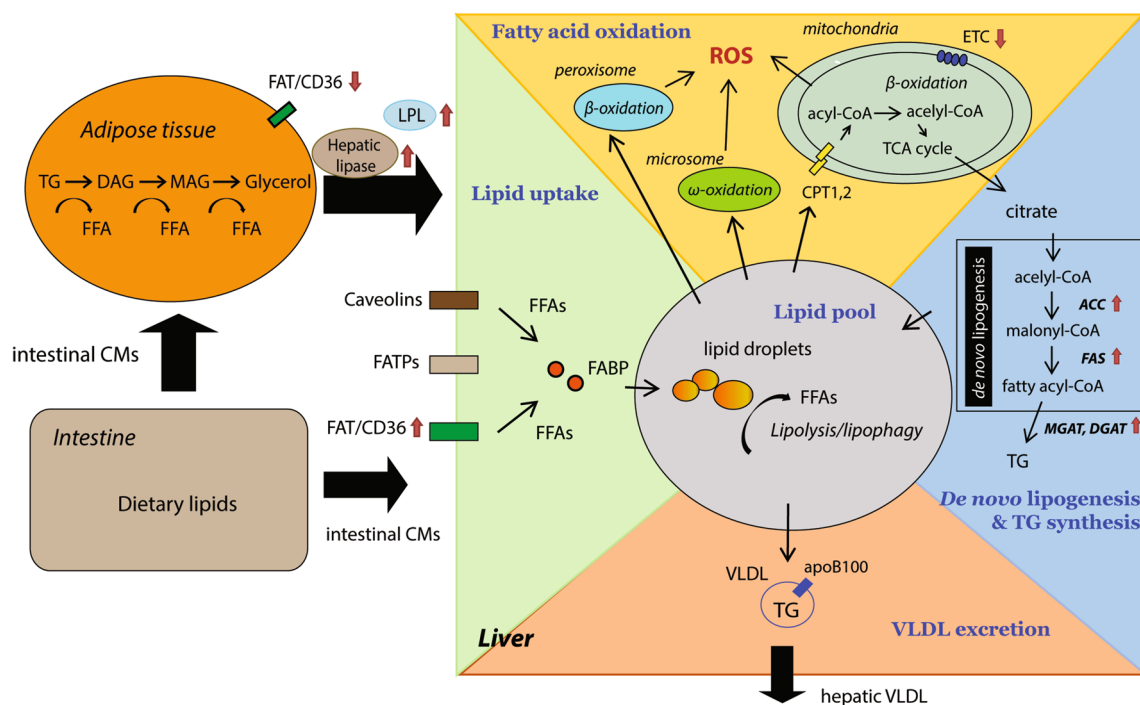 Fatty acid oxidation
ROS
mitochondria
ETC
peroxisome
β-oxidation
β-oxidation
acyl-CoA
acelyl-CoA
TCA cycle
microsome
ω-oxidation
CPT1,2
FAT/CD36
LPL
Adipose tissue
Hepatic
lipase
TG
DAG
MAG
Glycerol
FFA
FFA
FFA
Lipid uptake
citrate
de novo lipogenesis
acelyl-CoA
ACC
malonyl-CoA
FAS
fatty acyl-CoA
MGAT, DGAT
TG
De novo lipogenesis
& TG synthesis
Caveolins
FFAs
FATPs
FABP
FAT/CD36
FFAs
Lipid pool
lipid droplets
FFAs
Lipolysis/lipophagy
intestinal CMs
Intestine
Dietary lipids
intestinal CMs
VLDL
apoB100
TG
VLDL excretion
Liver
hepatic VLDL